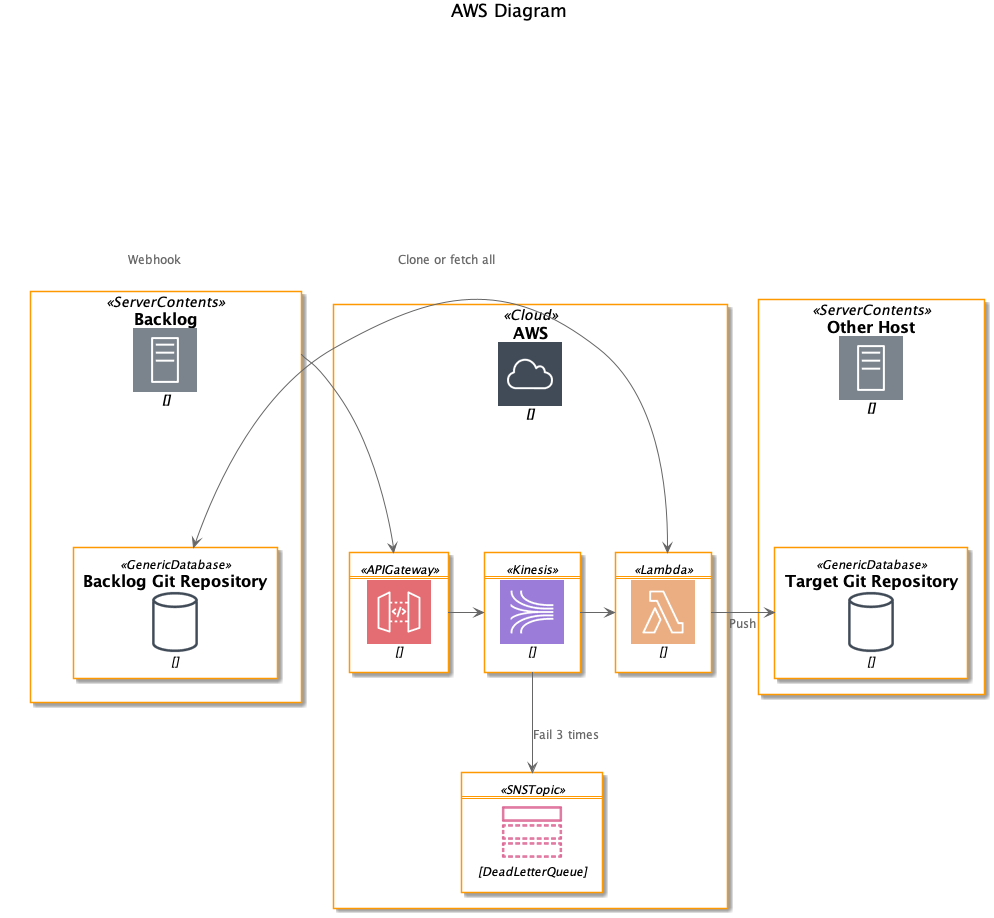 AWS Diagram
Webhook
Clone or fetch all
«ServerContents»
Backlog
[]
«Cloud»
AWS
[]
«ServerContents»
Other Host
[]
«GenericDatabase»
Backlog Git Repository
[]
«APIGateway»
[]
«Kinesis»
[]
«Lambda»
[]
Push
«GenericDatabase»
Target Git Repository
[]
Fail 3 times
«SNSTopic»
[DeadLetterQueue]